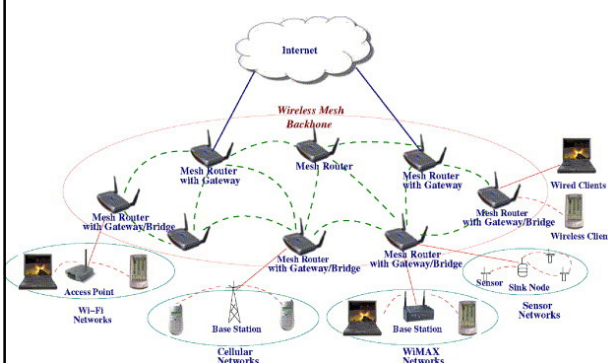 Internet
Wireless Mesh
Backbone
Mesh Router
with Gateway
Mesh Router
Mesh Router
with Gateway
Wired Clients
Mesh Router
with Gateway/Bridge
Mesh Router
with Gateway/Bridge
Wireless Clien
Mesh Router
with Gateway/Bridge
Mesh Router
with Gateway/Bridge
Access Point
Wi-Fi
Networks
Base Station
Cellular
Networks
Base Station
WiMAX
Networks
Sensor
Sink Node
Sensor
Networks